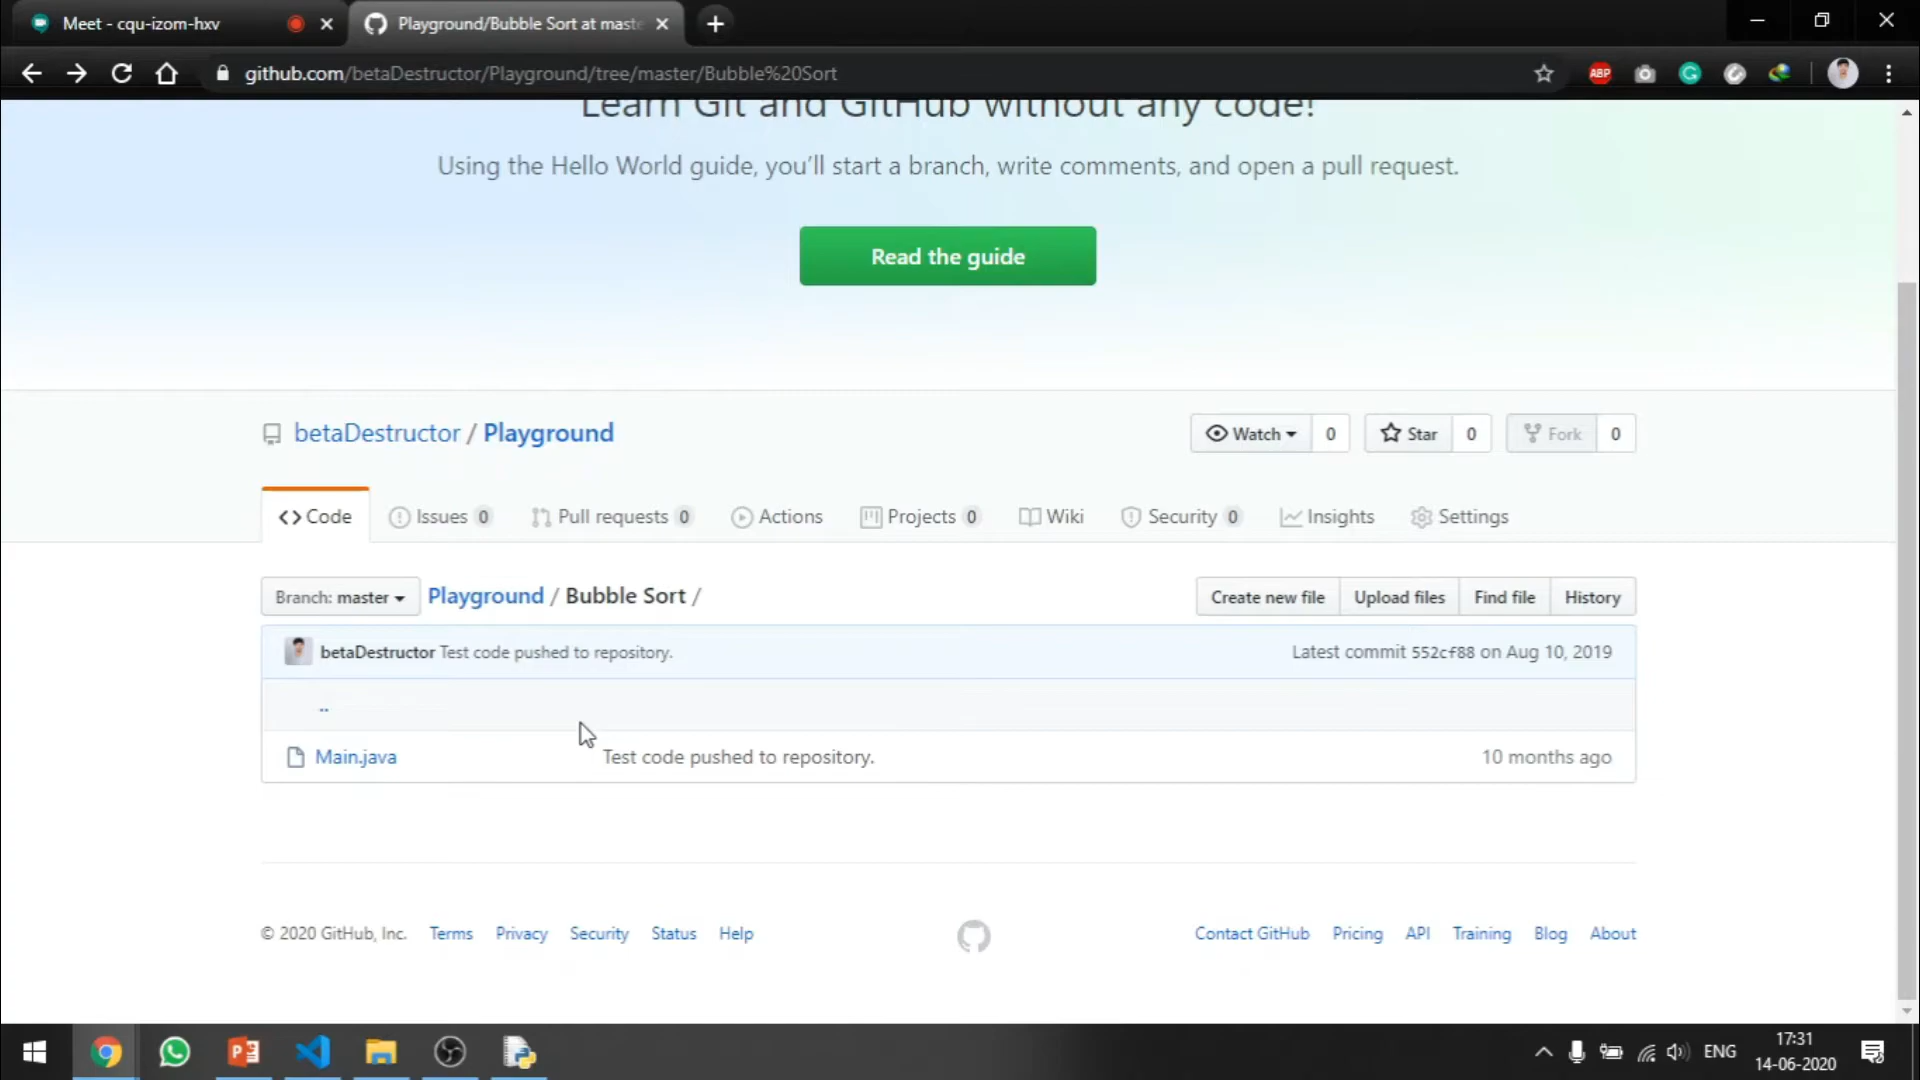 Meet - cqu-izom-hxv
Playground/Bubble Sort at maste
github.com/betaDestructor/Playground/tree/master/Bubble%20Sort
ABP
Learn Git and GitHub without any code!
Using the Hello World guide, you’ll start a branch, write comments, and open a pull request.
Read the guide
betaDestructor / Playground
Watch 0
Star 0
Fork 0
Code
Issues 0
Pull requests 0
Actions
Projects 0
Wiki
Security 0
Insights
Settings
Branch: master
Playground / Bubble Sort /
Create new file
Upload files
Find file
History
betaDestructor Test code pushed to repository.
Latest commit 552cf88 on Aug 10, 2019
..
Main.java
Test code pushed to repository.
10 months ago
© 2020 GitHub, Inc.
Terms
Privacy
Security
Status
Help
Contact GitHub
Pricing
API
Training
Blog
About
ENG
17:31
14-06-2020